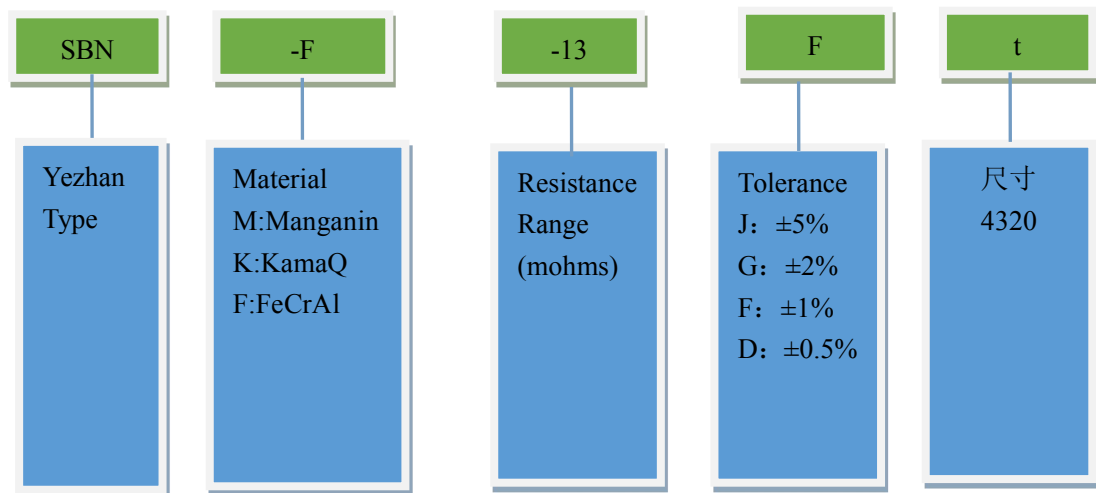 SBN
-F
-13
F
t
Yezhan
Type
Material
M:Manganin
K:KamaQ
F:FeCrAl
Resistance
Range
(mohms)
Tolerance
J：±5%
G：±2%
F：±1%
D：±0.5%
尺寸
4320